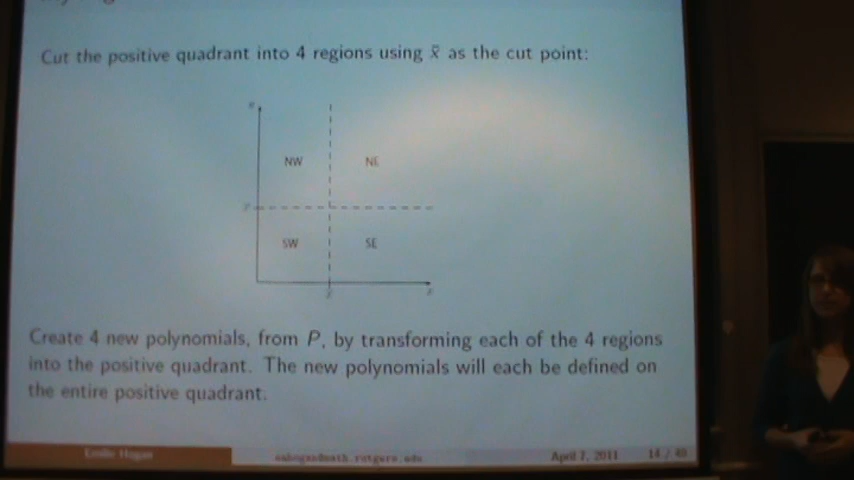 Cut the positive quadrant into 4 regions using x̄ as the cut point:
NW NE
SW SE
Create 4 new polynomials, from P, by transforming each of the 4 regions
into the positive quadrant. The new polynomials will each be defined on
the entire positive quadrant.
Emilie Hogan eahogan@math.rutgers.edu April 7, 2011 14 / 40